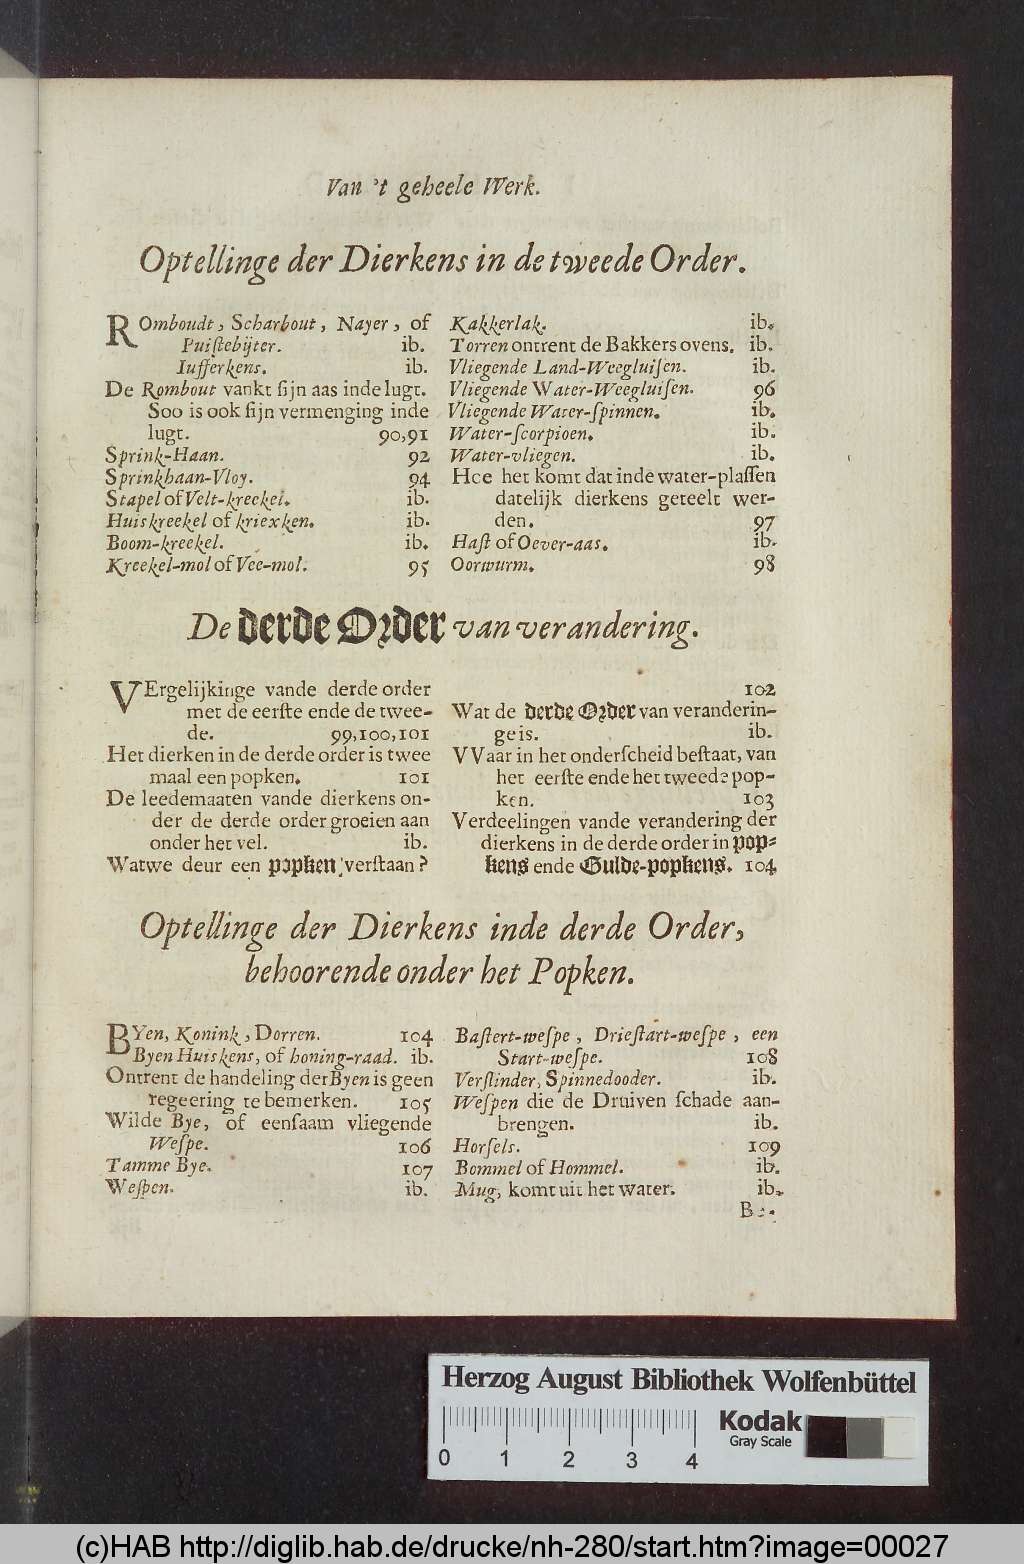 Van 't geheele Werk.
Optellinge der Dierkens in de tweede Order.
ROmboudt, Scharbout, Nayer, of
Puiſtebijter. ib.
Iufferkens. ib.
De Rombout vankt ſijn aas inde lugt.
Soo is ook ſijn vermenging inde
lugt. 90,91
Sprink-Haan. 92
Sprinkhaan-Vloy. 94
Stapel of Velt-kreekel. ib.
Huiskreekel of kriexken. ib.
Boom-kreekel. ib.
Kreekel-mol of Vee-mol. 95
Kakkerlak. ib.
Torren ontrent de Bakkers ovens. ib.
Vliegende Land-Weegluiſen. ib.
Vliegende Water-Weegluiſen. 96
Vliegende Water-ſpinnen. ib.
Water-ſcorpioen. ib.
Water-vliegen. ib.
Hoe het komt dat inde water-plaſſen
datelijk dierkens geteelt wer-
den. 97
Haſt of Oever-aas. ib.
Oorwurm. 98
De derde Order van verandering.
VErgelijkinge vande derde order
met de eerſte ende de twee-
de. 99,100,101
Het dierken in de derde order is twee
maal een popken. 101
De leedemaaten vande dierkens on-
der de derde order groeien aan
onder het vel. ib.
Wat we deur een popken verſtaan?
102
Wat de derde Order van veranderin-
ge is. ib.
VVaar in het onderſcheid beſtaat, van
het eerſte ende het tweede pop-
ken. 103
Verdeelingen vande verandering der
dierkens in de derde order in pop-
kens ende Gulde-popkens. 104
Optellinge der Dierkens inde derde Order,
behoorende onder het Popken.
BYen, Konink, Dorren. 104
Byen Huiskens, of honing-raad. ib.
Ontrent de handeling der Byen is geen
regeering te bemerken. 105
Wilde Bye, of eenſaam vliegende
Weſpe. 106
Tamme Bye. 107
Weſpen. ib.
Baſtert-weſpe, Drieſtart-weſpe, een
Start-weſpe. 108
Verſlinder, Spinnedooder. ib.
Weſpen die de Druiven ſchade aan-
brengen. ib.
Horſels. 109
Bommel of Hommel. ib.
Mug, komt uit het water. ib.
Be-
Herzog August Bibliothek Wolfenbüttel
Kodak
Gray Scale
0 1 2 3 4
(c)HAB http://diglib.hab.de/drucke/nh-280/start.htm?image=00027